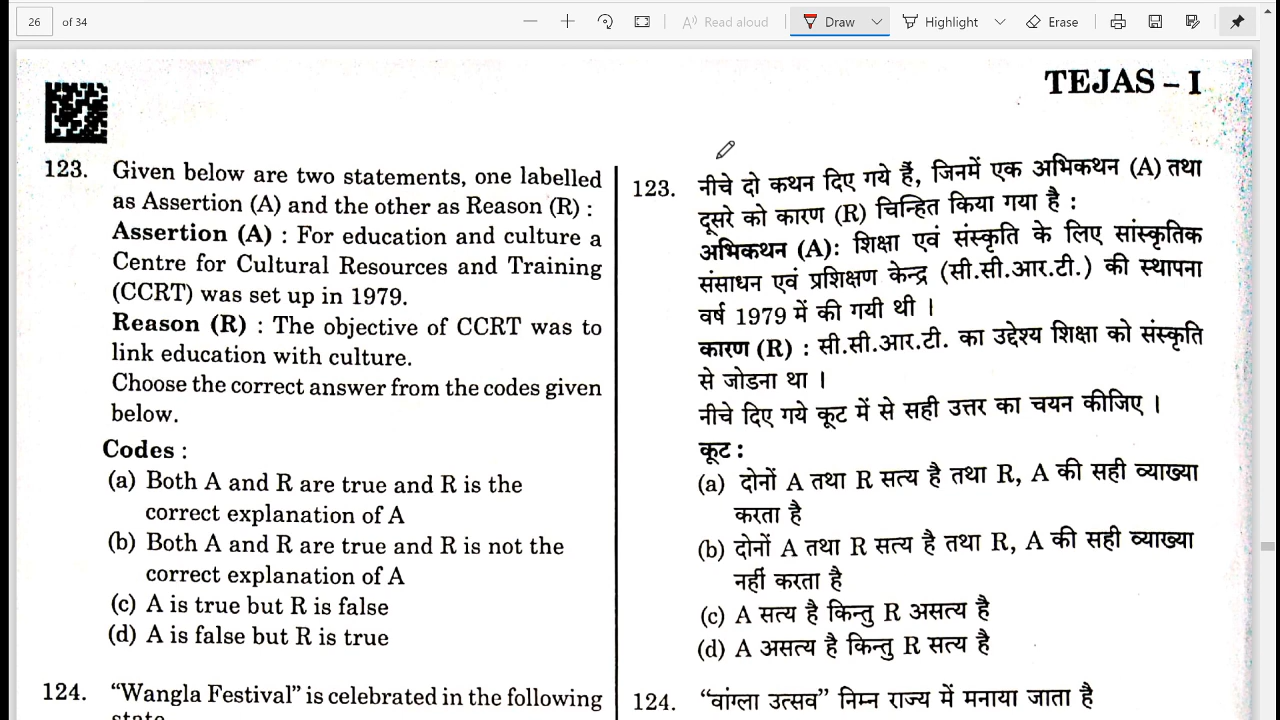 26 of 34
Read aloud
Draw
Highlight
Erase
TEJAS – I
123. Given below are two statements, one labelled
as Assertion (A) and the other as Reason (R) :
Assertion (A) : For education and culture a
Centre for Cultural Resources and Training
(CCRT) was set up in 1979.
Reason (R) : The objective of CCRT was to
link education with culture.
Choose the correct answer from the codes given
below.
Codes :
(a) Both A and R are true and R is the
correct explanation of A
(b) Both A and R are true and R is not the
correct explanation of A
(c) A is true but R is false
(d) A is false but R is true
124. “Wangla Festival” is celebrated in the following
state
123. नीचे दो कथन दिए गये हैं, जिनमें एक अभिकथन (A) तथा
दूसरे को कारण (R) चिन्हित किया गया है :
अभिकथन (A): शिक्षा एवं संस्कृति के लिए सांस्कृतिक
संसाधन एवं प्रशिक्षण केन्द्र (सी.सी.आर.टी.) की स्थापना
वर्ष 1979 में की गयी थी ।
कारण (R) : सी.सी.आर.टी. का उद्देश्य शिक्षा को संस्कृति
से जोडना था ।
नीचे दिए गये कूट में से सही उत्तर का चयन कीजिए ।
कूट :
(a) दोनों A तथा R सत्य है तथा R, A की सही व्याख्या
करता है
(b) दोनों A तथा R सत्य है तथा R, A की सही व्याख्या
नहीं करता है
(c) A सत्य है किन्तु R असत्य है
(d) A असत्य है किन्तु R सत्य है
124. “वांग्ला उत्सव” निम्न राज्य में मनाया जाता है